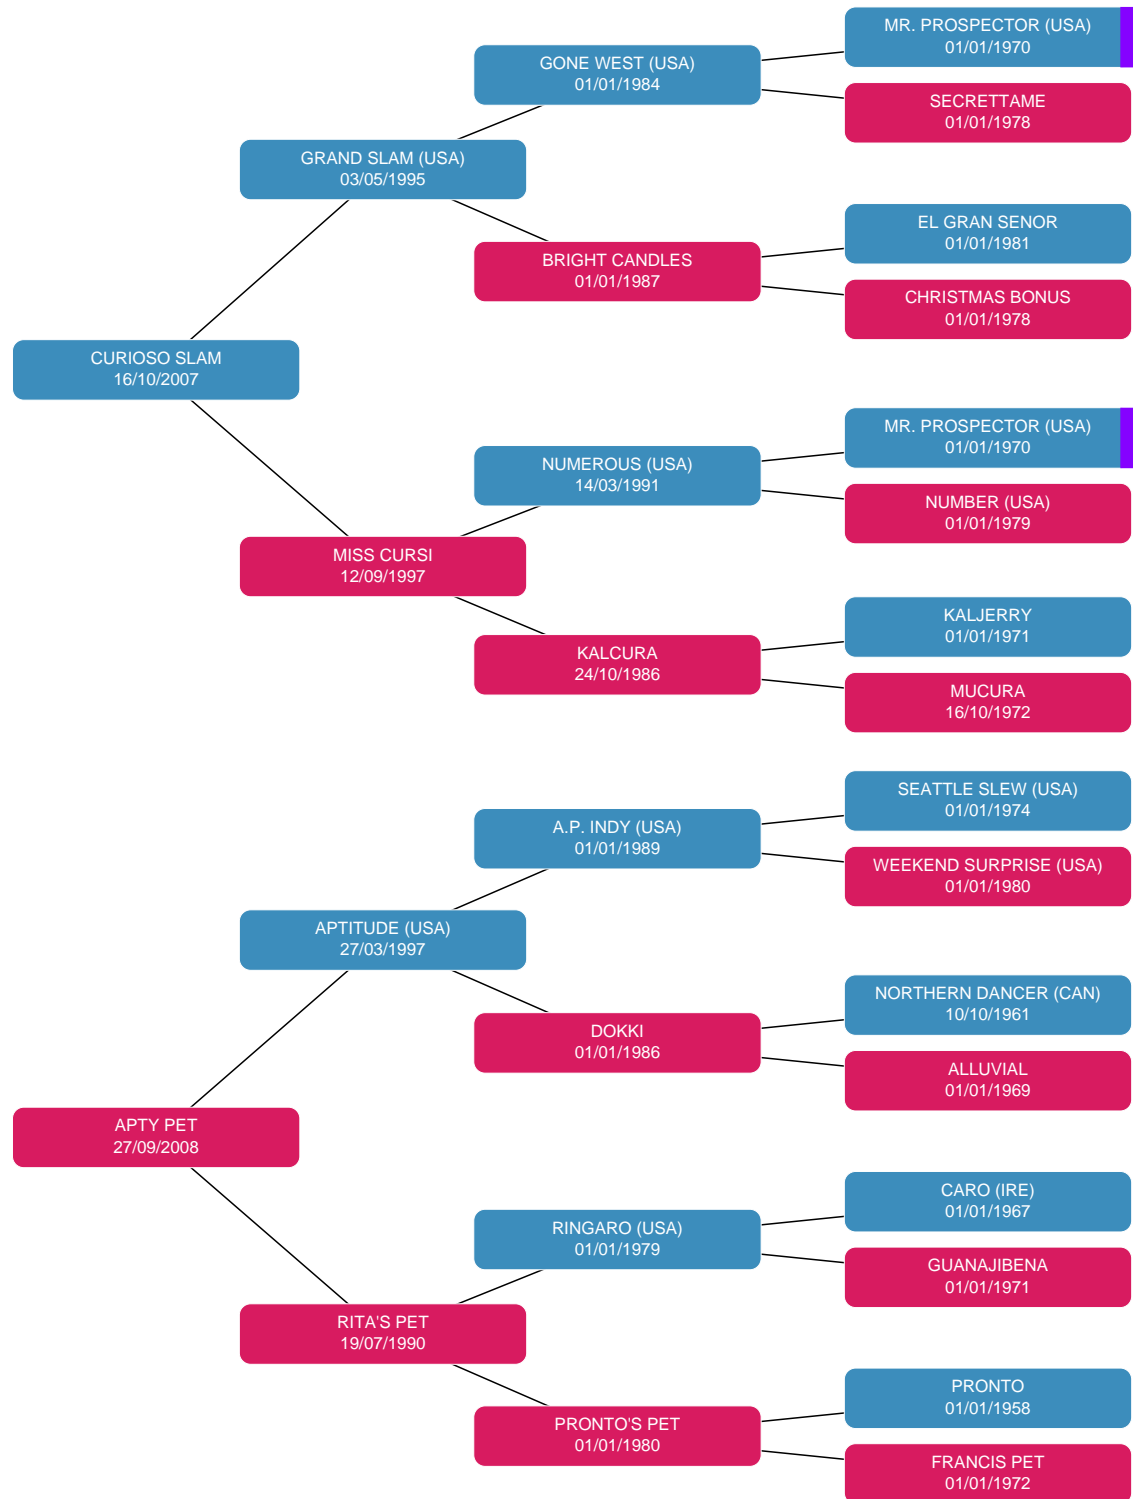 MR. PROSPECTOR (USA)
01/01/1970
GONE WEST (USA)
01/01/1984
SECRETTAME
01/01/1978
GRAND SLAM (USA)
03/05/1995
EL GRAN SENOR
01/01/1981
BRIGHT CANDLES
01/01/1987
CHRISTMAS BONUS
01/01/1978
CURIOSO SLAM
16/10/2007
MR. PROSPECTOR (USA)
01/01/1970
NUMEROUS (USA)
14/03/1991
NUMBER (USA)
01/01/1979
MISS CURSI
12/09/1997
KALJERRY
01/01/1971
KALCURA
24/10/1986
MUCURA
16/10/1972
SEATTLE SLEW (USA)
01/01/1974
A.P. INDY (USA)
01/01/1989
WEEKEND SURPRISE (USA)
01/01/1980
APTITUDE (USA)
27/03/1997
NORTHERN DANCER (CAN)
10/10/1961
DOKKI
01/01/1986
ALLUVIAL
01/01/1969
APTY PET
27/09/2008
CARO (IRE)
01/01/1967
RINGARO (USA)
01/01/1979
GUANAJIBENA
01/01/1971
RITA'S PET
19/07/1990
PRONTO
01/01/1958
PRONTO'S PET
01/01/1980
FRANCIS PET
01/01/1972